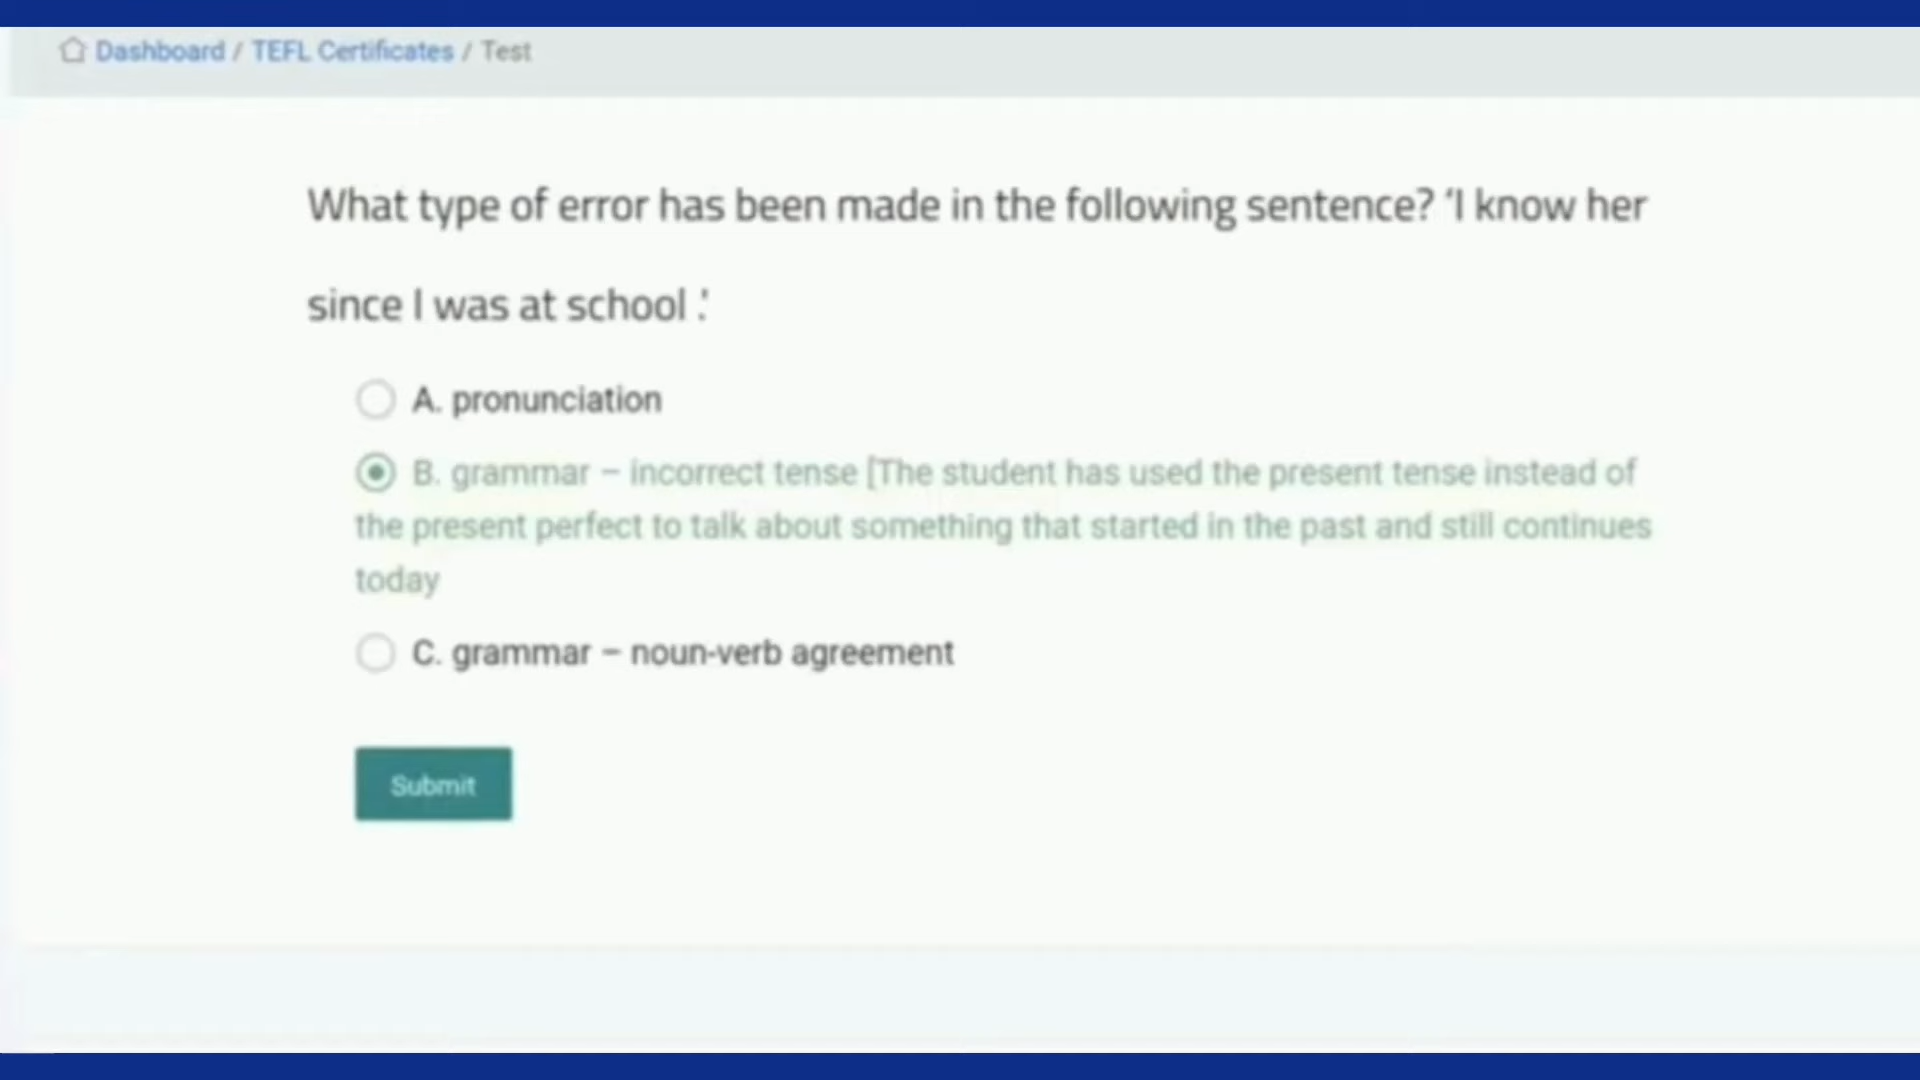 Dashboard / TEFL Certificates / Test
What type of error has been made in the following sentence? ‘I know her
since I was at school .’
A. pronunciation
B. grammar – incorrect tense [The student has used the present tense instead of
the present perfect to talk about something that started in the past and still continues
today
C. grammar – noun-verb agreement
Submit